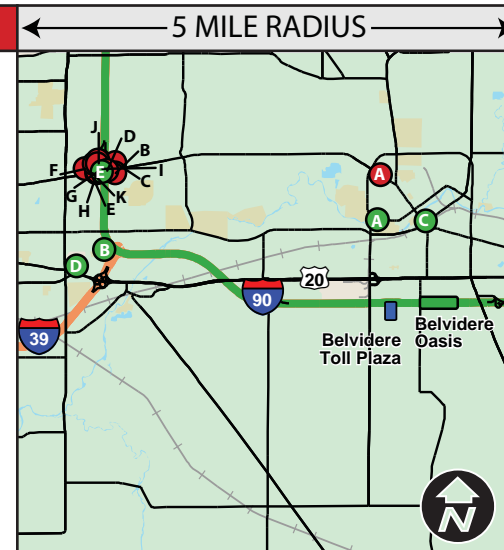 5 MILE RADIUS
J
D
B
F
E
I
A
G
C
K
H
E
A
C
B
D
20
90
39
Belvidere
Toll Plaza
Belvidere
Oasis
N